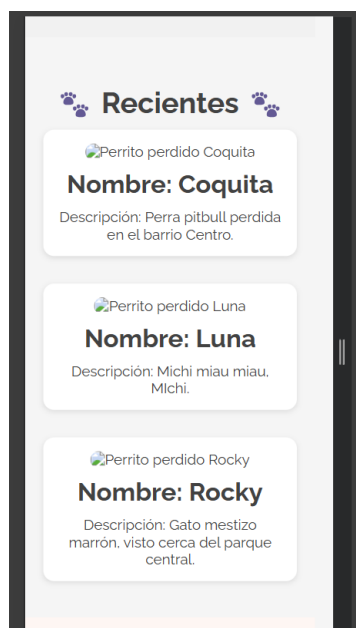 Recientes
Perrito perdido Coquita
Nombre: Coquita
Descripción: Perra pitbull perdida
en el barrio Centro.
Perrito perdido Luna
Nombre: Luna
Descripción: Michi miau miau,
MIchi.
Perrito perdido Rocky
Nombre: Rocky
Descripción: Gato mestizo
marrón, visto cerca del parque
central.